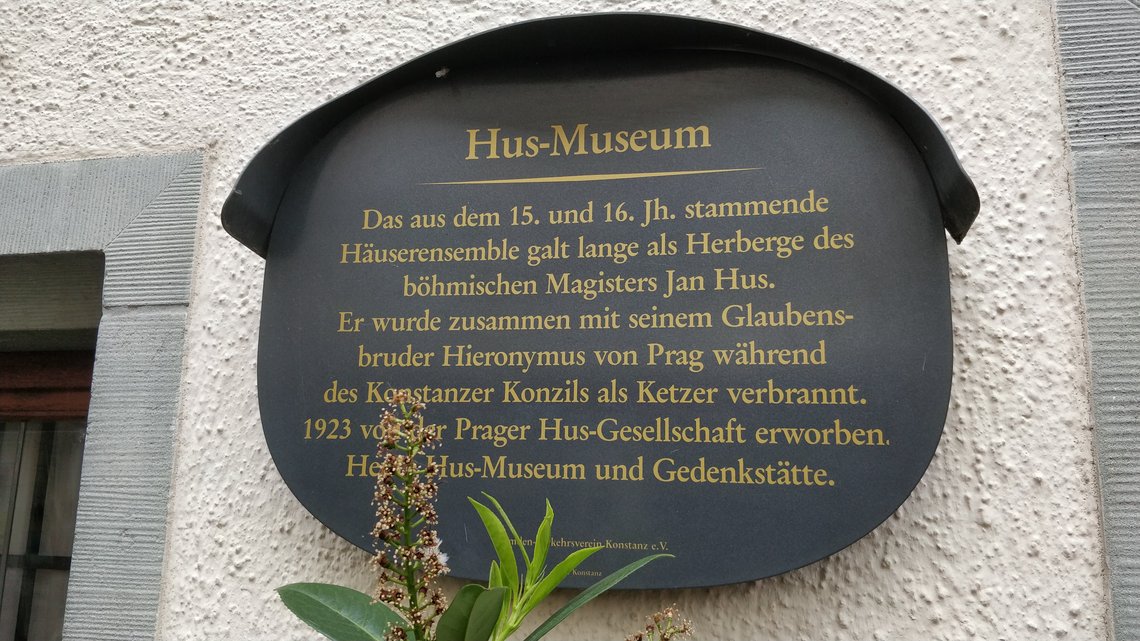 Hus-Museum
Das aus dem 15. und 16. Jh. stammende
Häuserensemble galt lange als Herberge des
böhmischen Magisters Jan Hus.
Er wurde zusammen mit seinem Glaubens-
bruder Hieronymus von Prag während
des Konstanzer Konzils als Ketzer verbrannt.
1923 von der Prager Hus-Gesellschaft erworben.
Hus-Museum und Gedenkstätte.
Konstanz e.V.
Konstanz